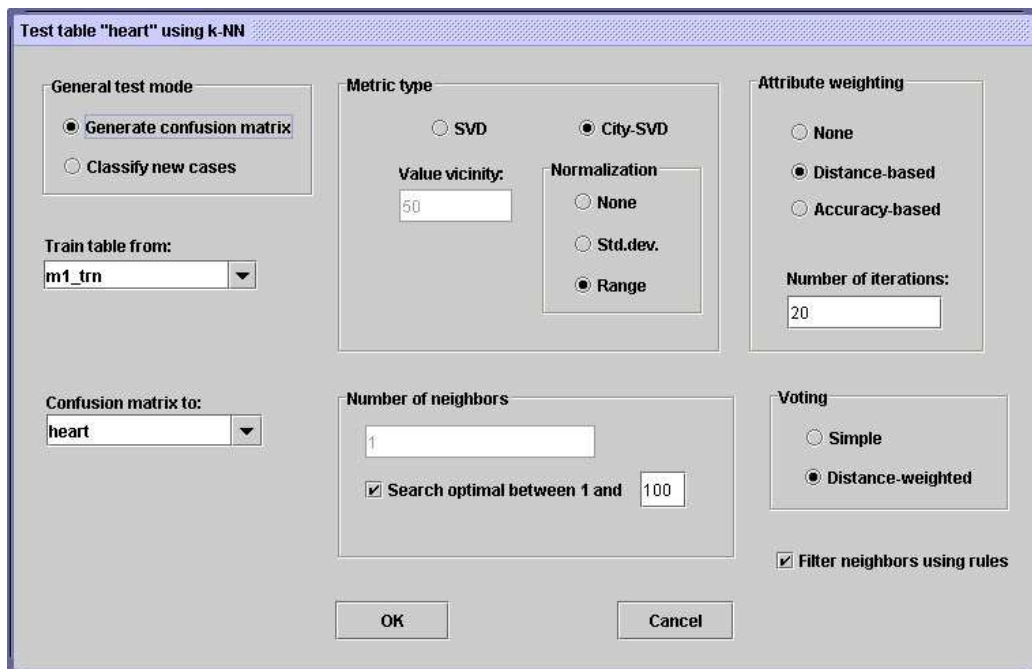 Test table "heart" using k-NN
General test mode
Generate confusion matrix
Classify new cases
Train table from:
m1_trn
Confusion matrix to:
heart
Metric type
SVD
City-SVD
Value vicinity:
50
Normalization
None
Std.dev.
Range
Attribute weighting
None
Distance-based
Accuracy-based
Number of iterations:
20
Number of neighbors
1
Search optimal between 1 and 100
Voting
Simple
Distance-weighted
Filter neighbors using rules
OK
Cancel